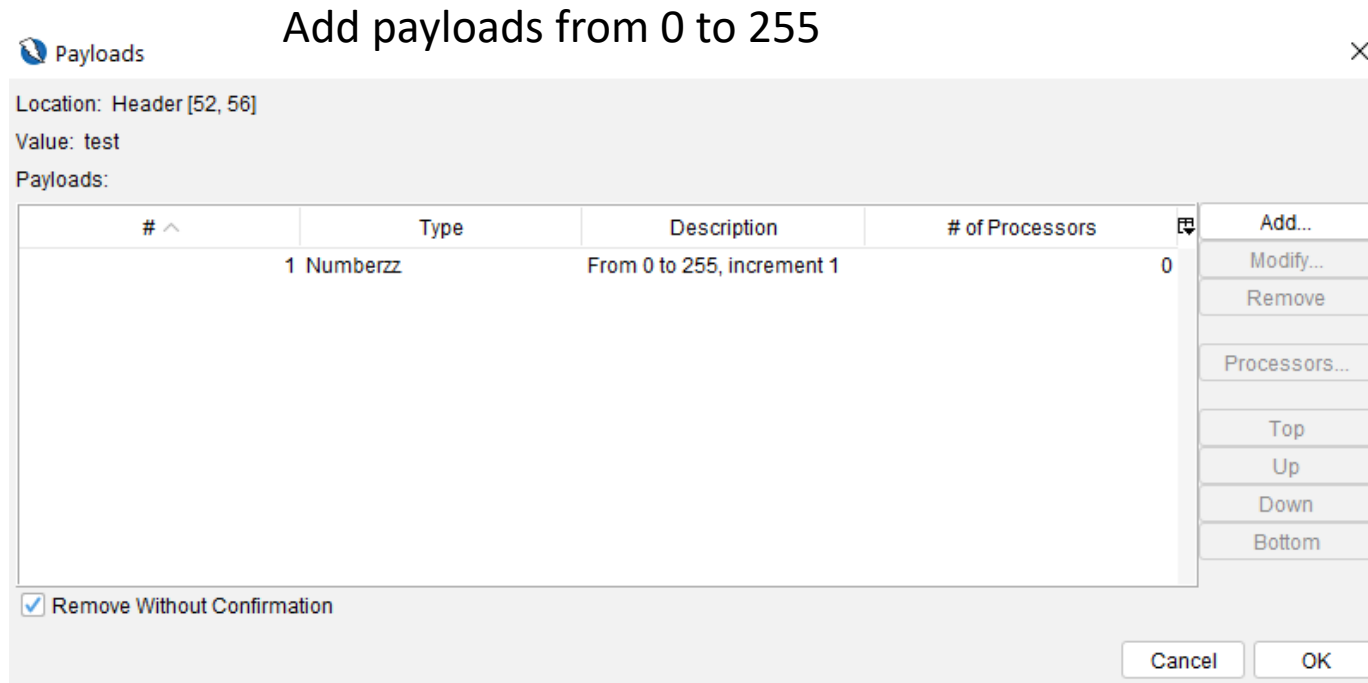 Add payloads from 0 to 255
Payloads
Location: Header [52, 56]
Value: test
Payloads:
# Type Description # of Processors
1 Numberzz From 0 to 255, increment 1 0
Add...
Modify...
Remove
Processors...
Top
Up
Down
Bottom
Remove Without Confirmation
Cancel OK